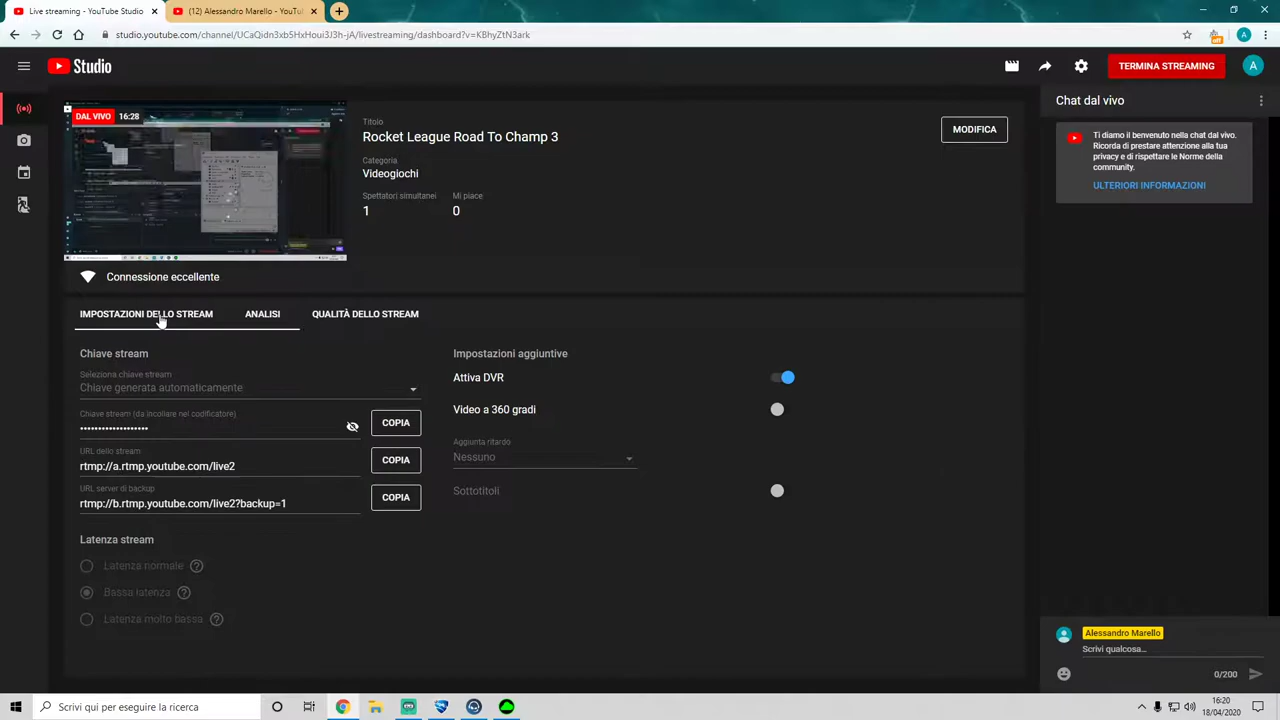 Live streaming - YouTube Studio
(12) Alessandro Marello - YouTu
studio.youtube.com/channel/UCaQidn3xb5HxHoui3J3h-jA/livestreaming/dashboard?v=KBhyZtN3ark
off
A
Studio
TERMINA STREAMING
A
DAL VIVO 16:28
Titolo
Rocket League Road To Champ 3
MODIFICA
Categoria
Videogiochi
Spettatori simultanei
Mi piace
1
0
Connessione eccellente
Chat dal vivo
Ti diamo il benvenuto nella chat dal vivo.
Ricorda di prestare attenzione alla tua
privacy e di rispettare le Norme della
community.
ULTERIORI INFORMAZIONI
IMPOSTAZIONI DELLO STREAM
ANALISI
QUALITÀ DELLO STREAM
Chiave stream
Seleziona chiave stream
Chiave generata automaticamente
Chiave stream (da incollare nel codificatore)
••••••••••••••••••••
COPIA
URL dello stream
rtmp://a.rtmp.youtube.com/live2
COPIA
URL server di backup
rtmp://b.rtmp.youtube.com/live2?backup=1
COPIA
Latenza stream
Latenza normale
Bassa latenza
Latenza molto bassa
Impostazioni aggiuntive
Attiva DVR
Video a 360 gradi
Aggiunta ritardo
Nessuno
Sottotitoli
Alessandro Marello
Scrivi qualcosa...
0/200
Scrivi qui per eseguire la ricerca
16:20
18/04/2020